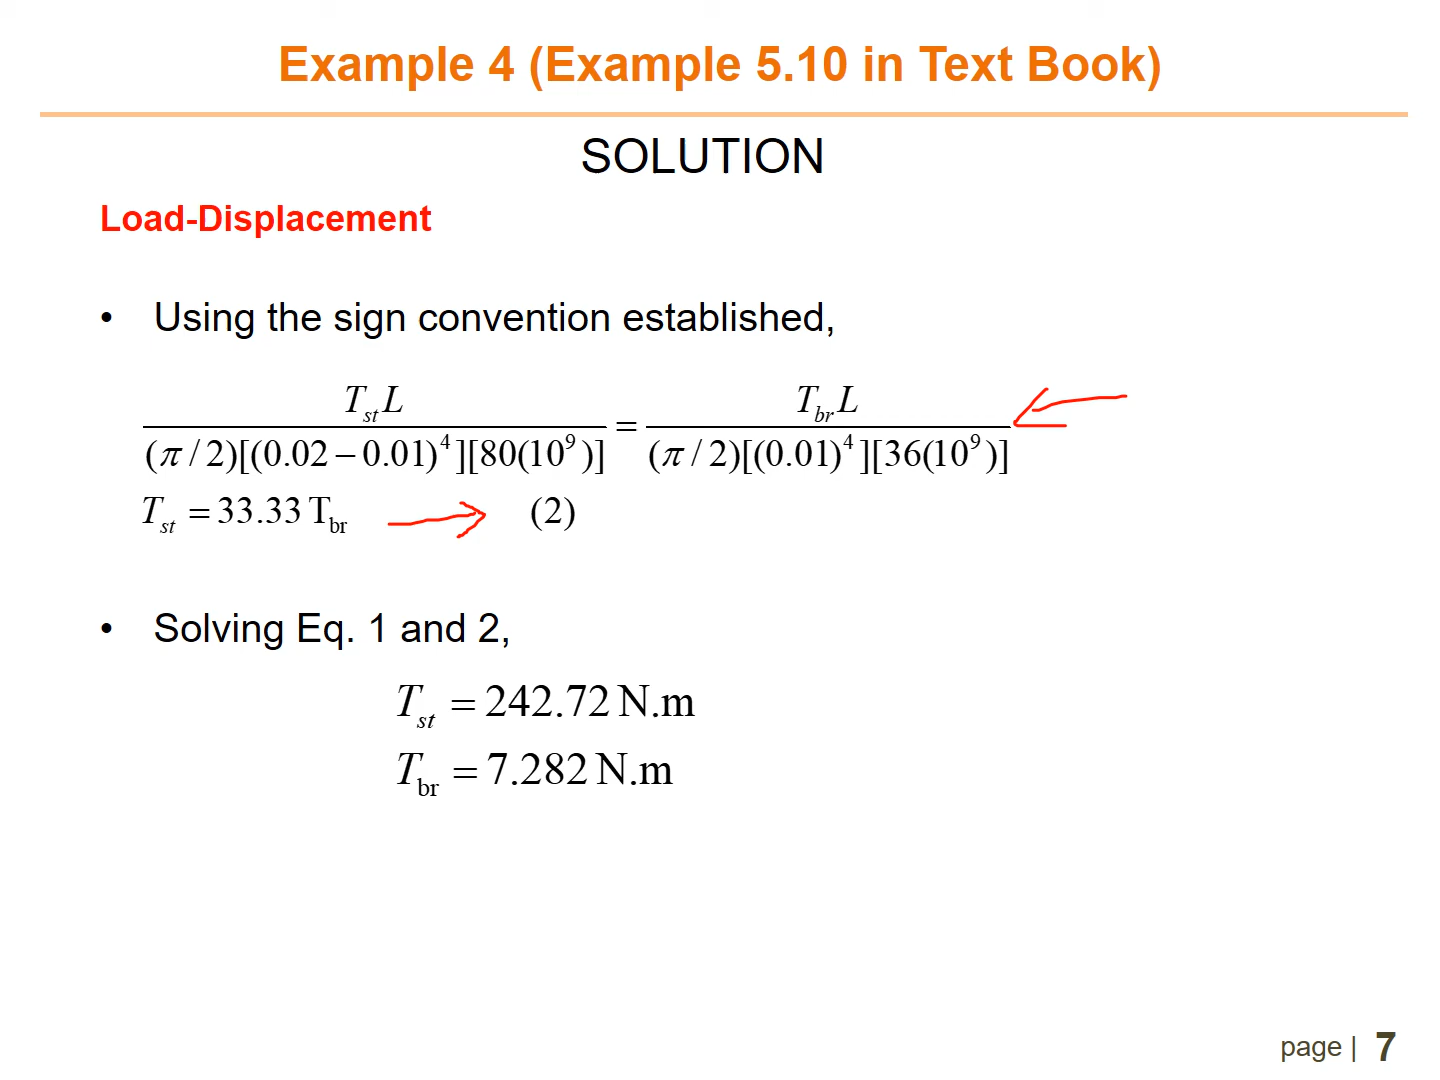 Example 4 (Example 5.10 in Text Book)
SOLUTION
Load-Displacement
• Using the sign convention established,
T_st L / (π / 2)[(0.02 − 0.01)^4][80(10^9)] = T_br L / (π / 2)[(0.01)^4][36(10^9)]
T_st = 33.33 T_br (2)
• Solving Eq. 1 and 2,
T_st = 242.72 N.m
T_br = 7.282 N.m
page | 7